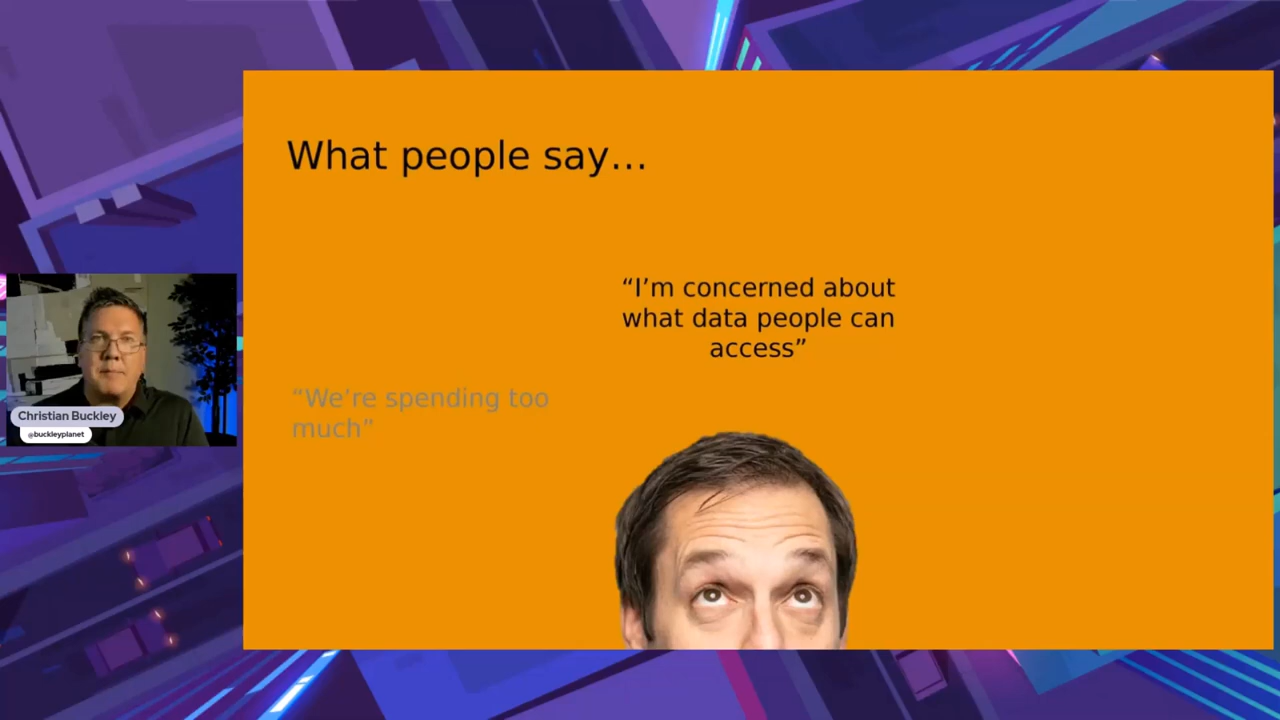 What people say…
“I’m concerned about
what data people can
access”
“We’re spending too
much”
Christian Buckley
@buckleyplanet